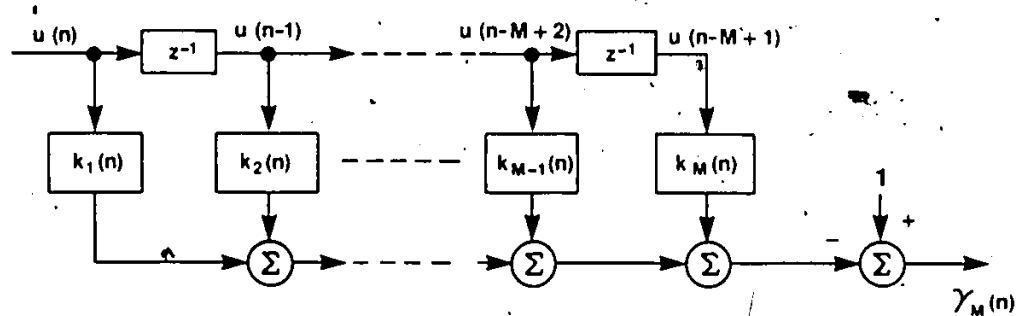 u (n)
z⁻¹
u (n-1)
u (n-M + 2)
z⁻¹
u (n-M + 1)
k₁(n)
k₂(n)
k_{M-1}(n)
k_M(n)
1
+
−
Σ
Σ
Σ
Σ
γ_M(n)